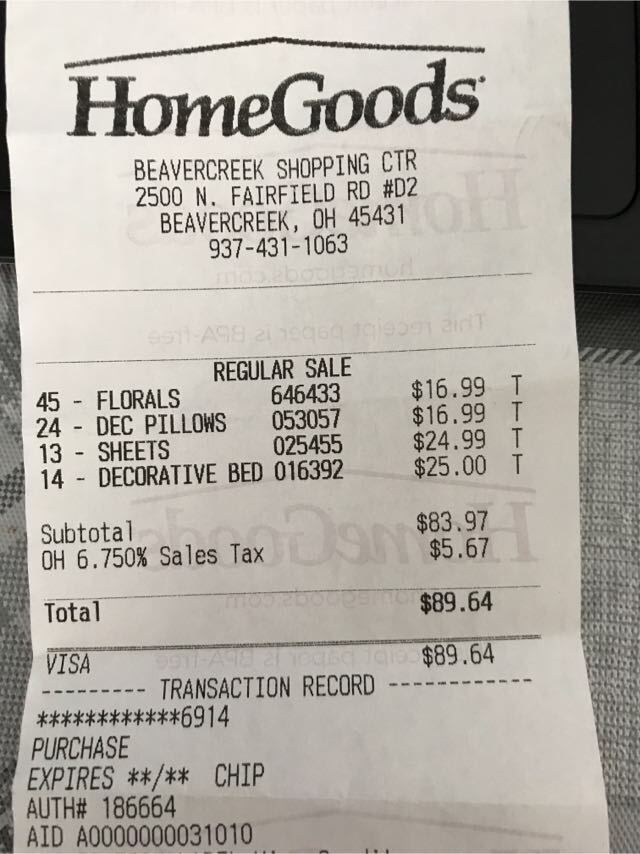 HomeGoods
BEAVERCREEK SHOPPING CTR
2500 N. FAIRFIELD RD #D2
BEAVERCREEK, OH 45431
937-431-1063
REGULAR SALE
45 - FLORALS 646433 $16.99 T
24 - DEC PILLOWS 053057 $16.99 T
13 - SHEETS 025455 $24.99 T
14 - DECORATIVE BED 016392 $25.00 T
Subtotal $83.97
OH 6.750% Sales Tax $5.67
Total $89.64
VISA $89.64
--------- TRANSACTION RECORD ------------
************6914
PURCHASE
EXPIRES **/** CHIP
AUTH# 186664
AID A0000000031010